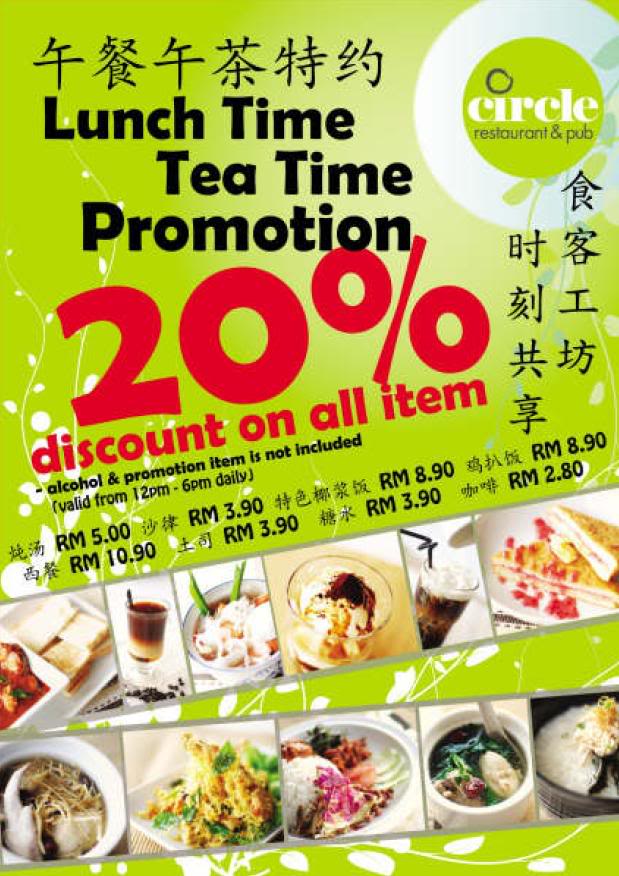 午餐午茶特约
Lunch Time
Tea Time
Promotion
20%
discount on all item
- alcohol & promotion item is not included
(valid from 12pm - 6pm daily)
circle
restaurant & pub
食客工坊
时刻共享
炖汤 RM 5.00 沙律 RM 3.90 特色椰浆饭 RM 8.90 鸡扒饭 RM 8.90
西餐 RM 10.90 土司 RM 3.90 糖水 RM 3.90 咖啡 RM 2.80